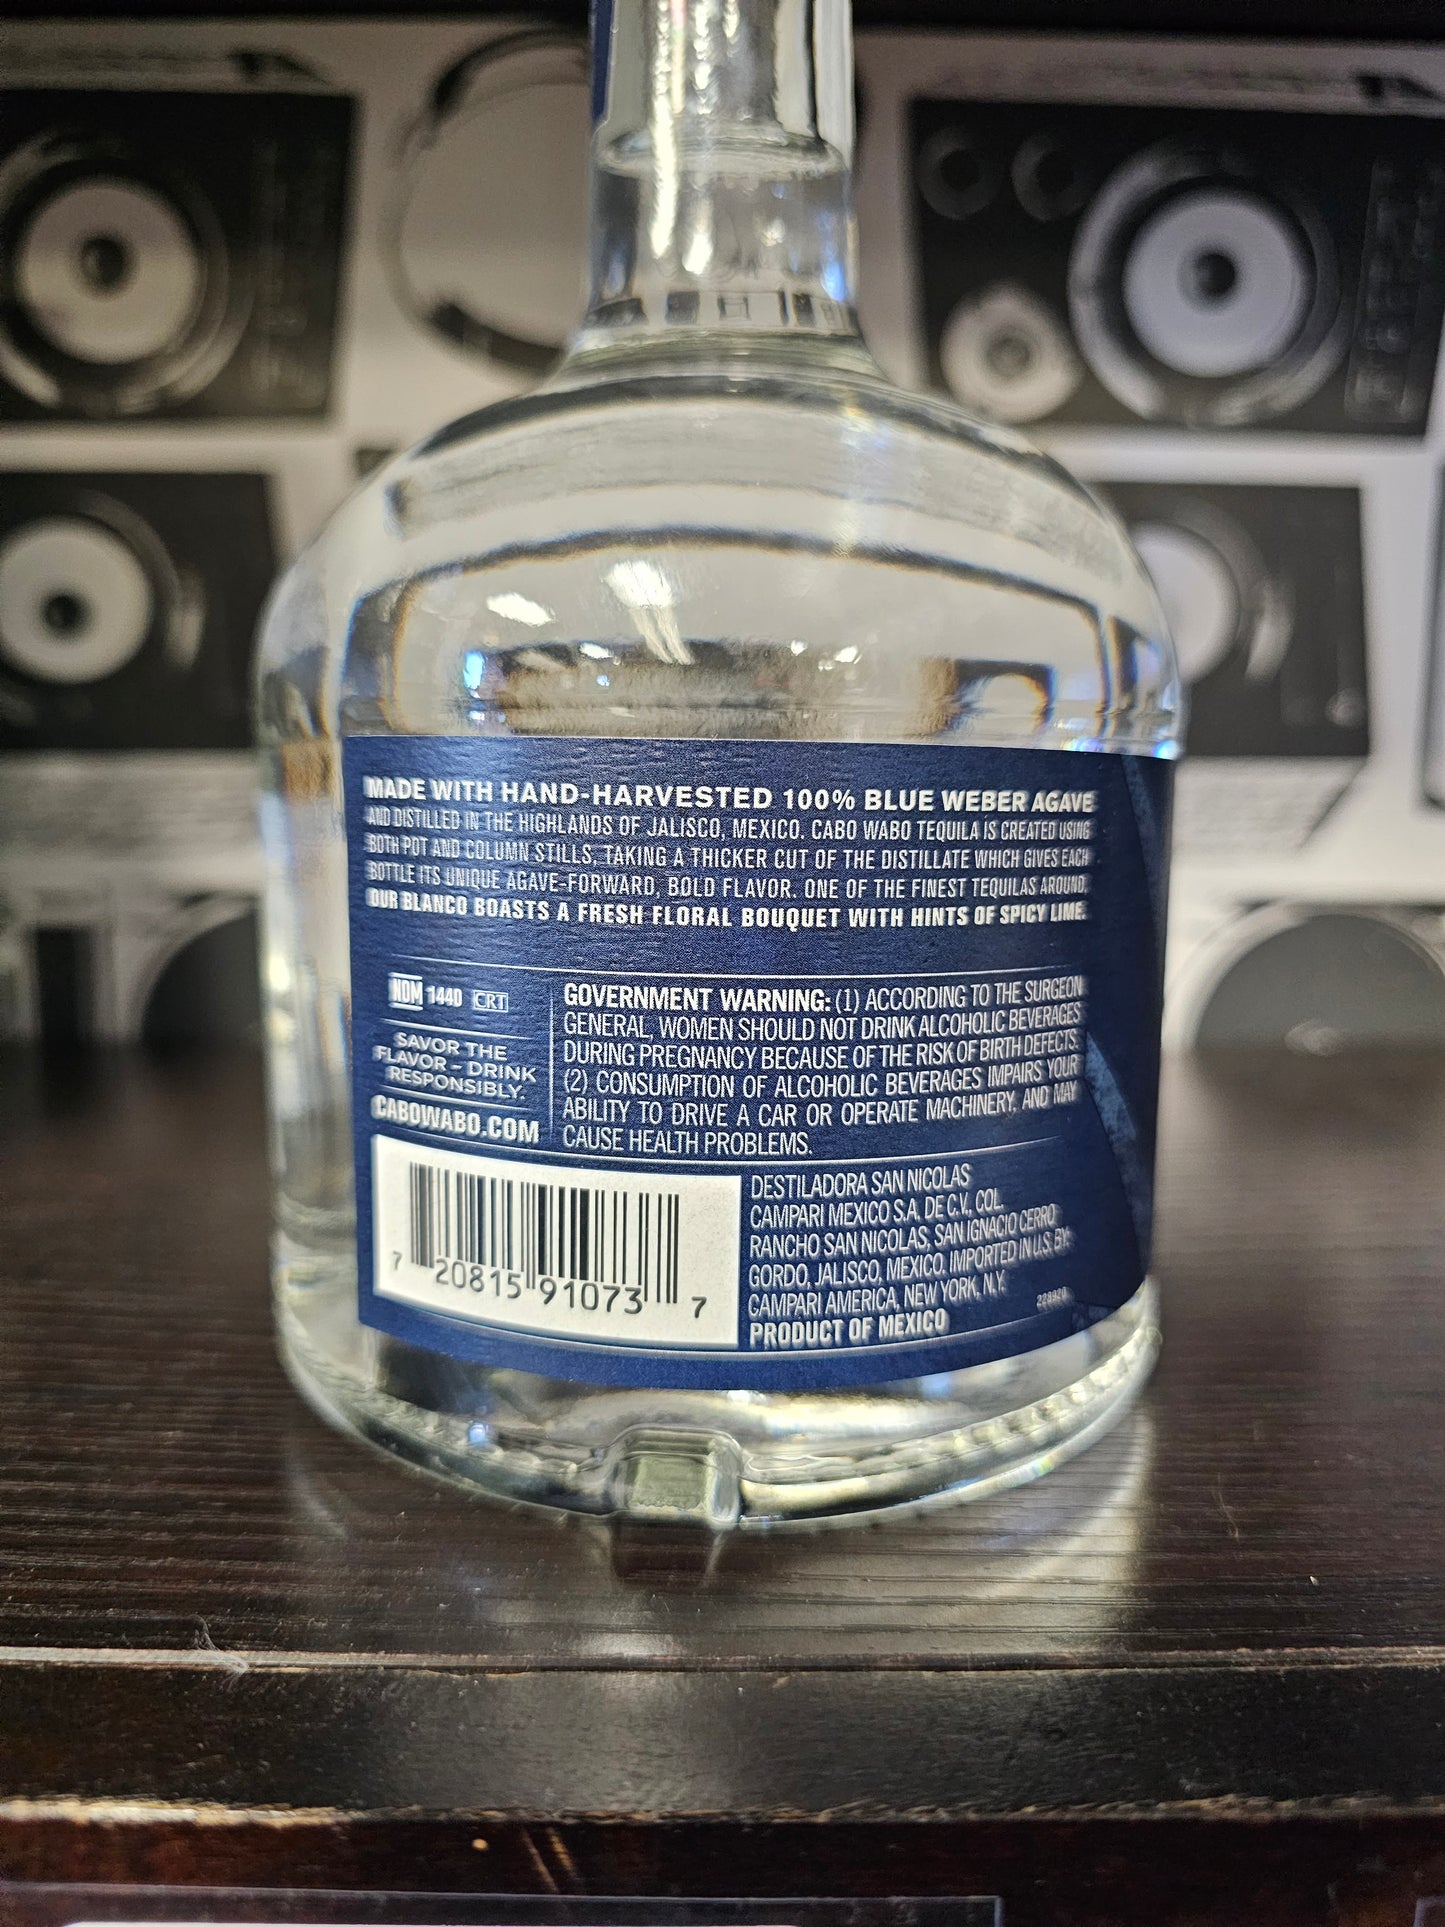 MADE WITH HAND-HARVESTED 100% BLUE WEBER AGAVE
AND DISTILLED IN THE HIGHLANDS OF JALISCO, MEXICO. CABO WABO TEQUILA IS CREATED USING
BOTH POT AND COLUMN STILLS, TAKING A THICKER CUT OF THE DISTILLATE WHICH GIVES EACH
BOTTLE ITS UNIQUE AGAVE-FORWARD, BOLD FLAVOR. ONE OF THE FINEST TEQUILAS AROUND,
OUR BLANCO BOASTS A FRESH FLORAL BOUQUET WITH HINTS OF SPICY LIME.
NOM 1440 CRT
SAVOR THE
FLAVOR - DRINK
RESPONSIBLY.
CABOWABO.COM
GOVERNMENT WARNING: (1) ACCORDING TO THE SURGEON
GENERAL, WOMEN SHOULD NOT DRINK ALCOHOLIC BEVERAGES
DURING PREGNANCY BECAUSE OF THE RISK OF BIRTH DEFECTS.
(2) CONSUMPTION OF ALCOHOLIC BEVERAGES IMPAIRS YOUR
ABILITY TO DRIVE A CAR OR OPERATE MACHINERY, AND MAY
CAUSE HEALTH PROBLEMS.
7 20815 91073 7
DESTILADORA SAN NICOLAS
CAMPARI MEXICO S.A. DE C.V., COL.
RANCHO SAN NICOLAS, SAN IGNACIO CERRO
GORDO, JALISCO, MEXICO. IMPORTED IN U.S. BY:
CAMPARI AMERICA, NEW YORK, N.Y.
228920
PRODUCT OF MEXICO